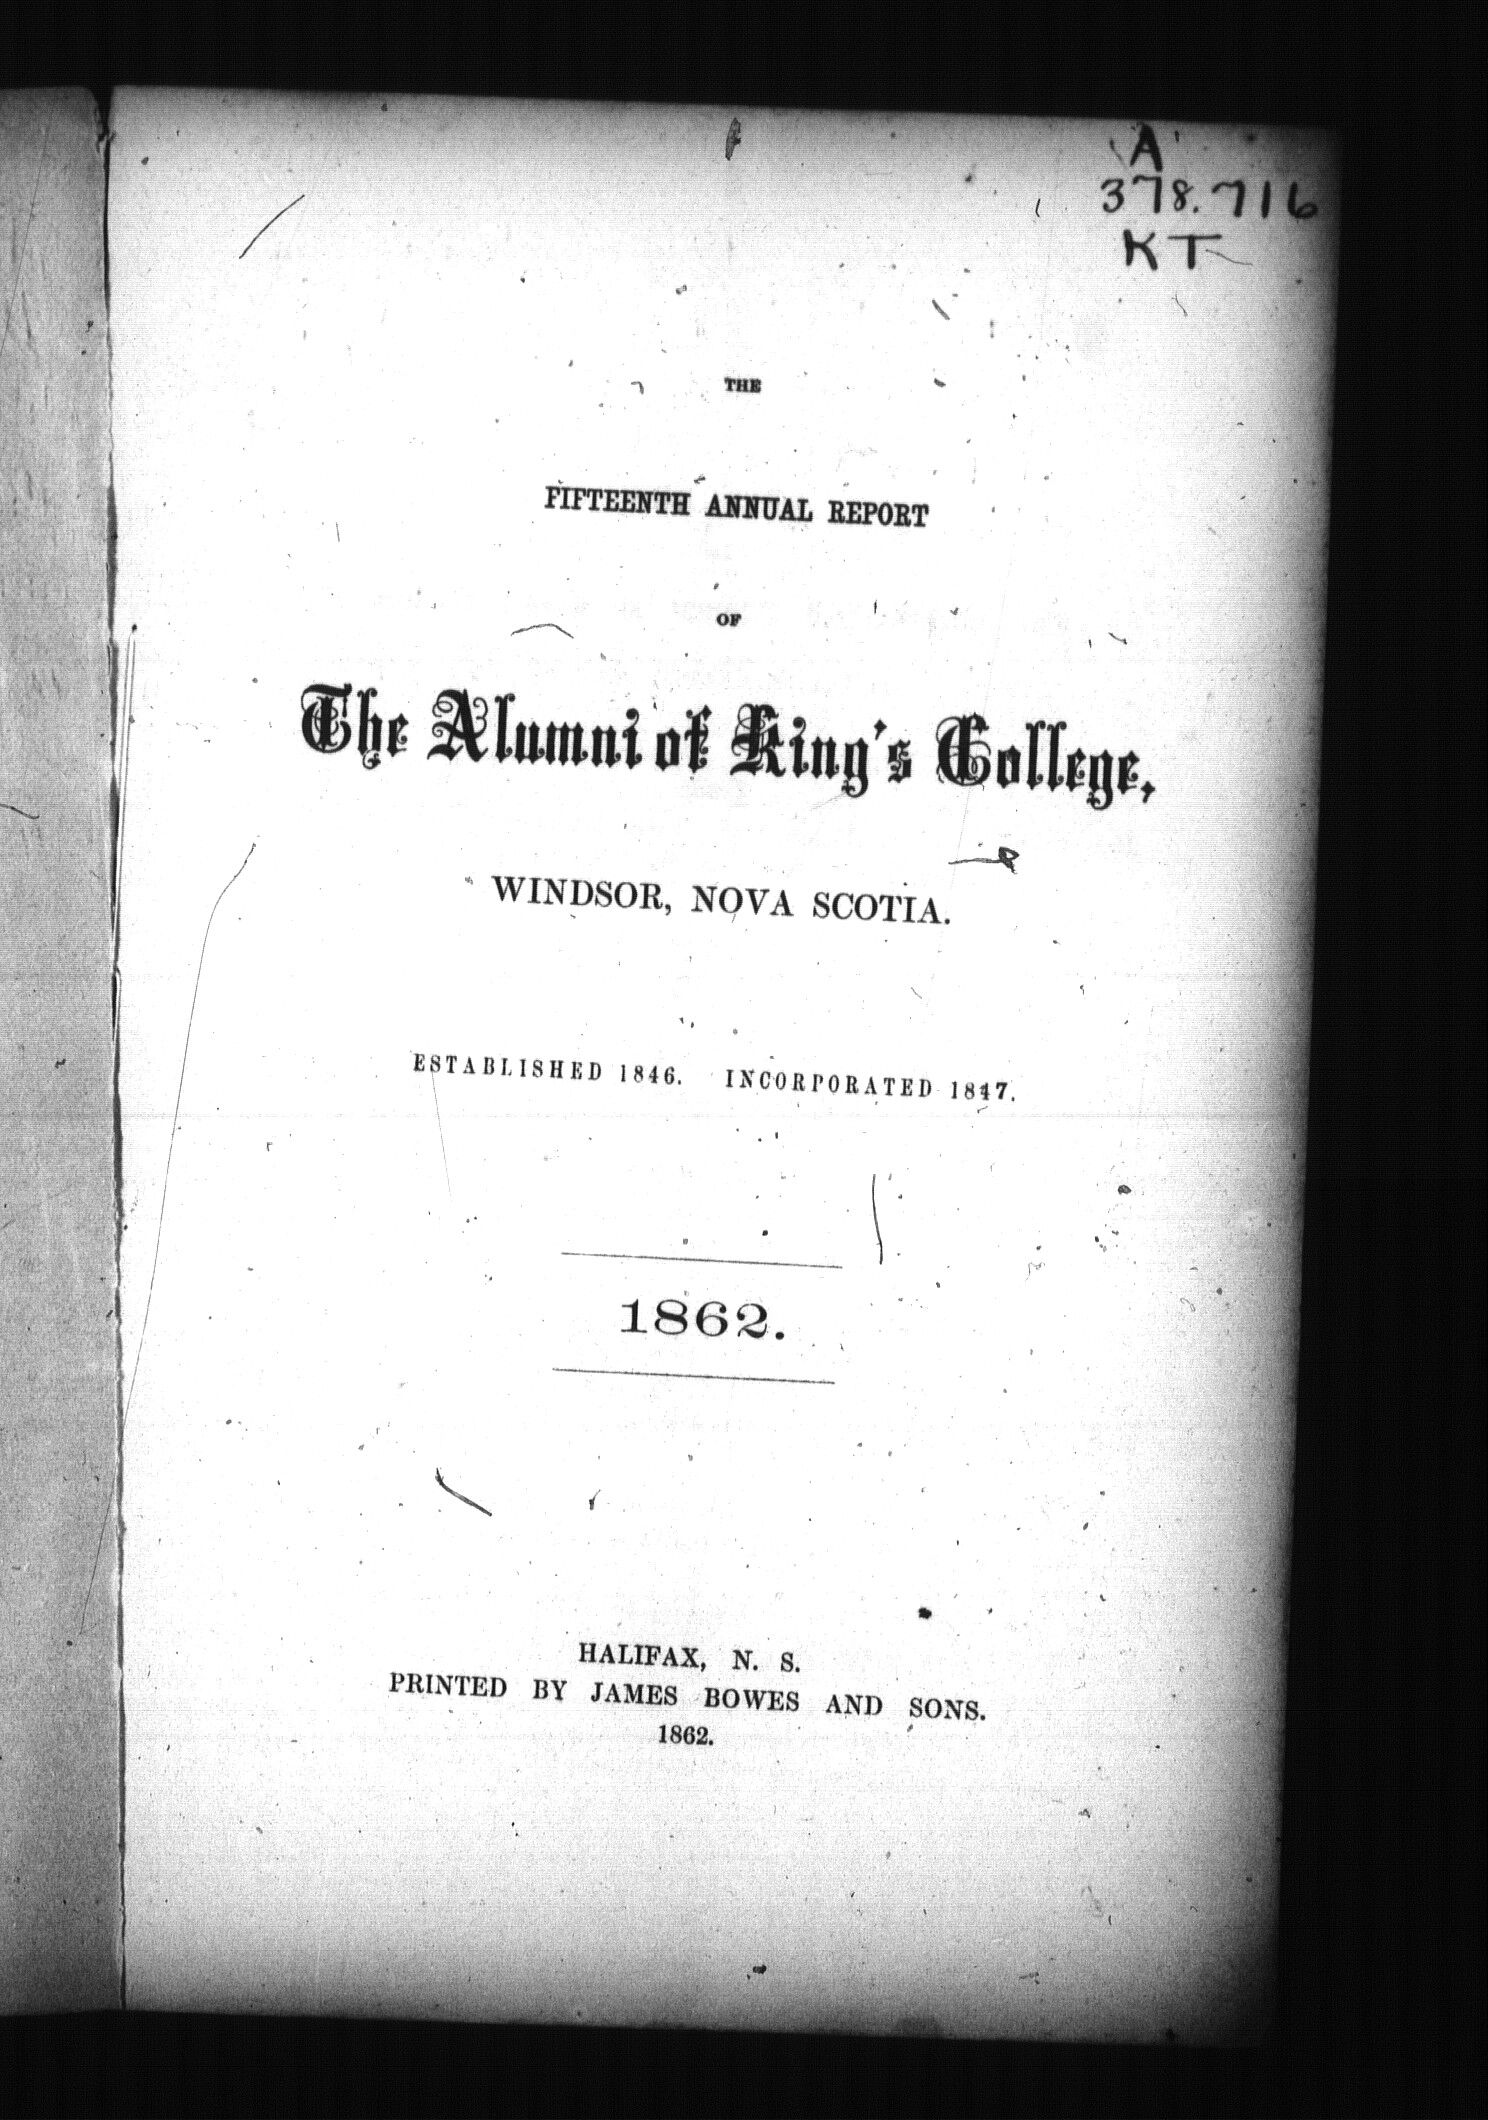 A
378.716
KT
THE
FIFTEENTH ANNUAL REPORT
OF
The Alumni of King's College,
WINDSOR, NOVA SCOTIA.
ESTABLISHED 1846. INCORPORATED 1847.
1862.
HALIFAX, N. S.
PRINTED BY JAMES BOWES AND SONS.
1862.